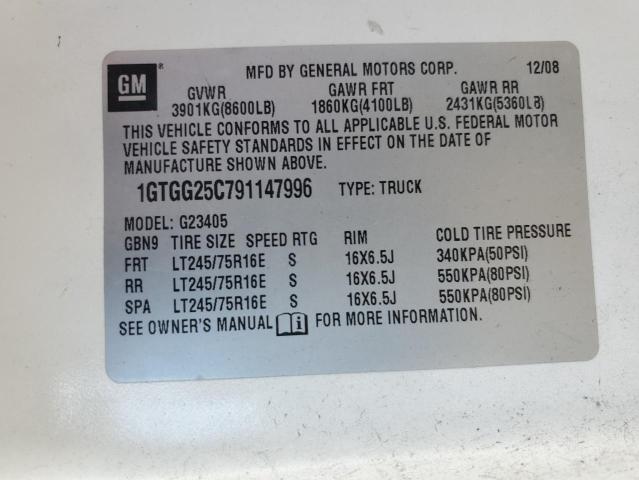 GM ® MFD BY GENERAL MOTORS CORP. 12/08
GVWR GAWR FRT GAWR RR
3901KG(8600LB) 1860KG(4100LB) 2431KG(5360LB)
THIS VEHICLE CONFORMS TO ALL APPLICABLE U.S. FEDERAL MOTOR
VEHICLE SAFETY STANDARDS IN EFFECT ON THE DATE OF
MANUFACTURE SHOWN ABOVE.
1GTGG25C791147996 TYPE: TRUCK
MODEL: G23405
GBN9 TIRE SIZE SPEED RTG RIM COLD TIRE PRESSURE
FRT LT245/75R16E S 16X6.5J 340KPA(50PSI)
RR LT245/75R16E S 16X6.5J 550KPA(80PSI)
SPA LT245/75R16E S 16X6.5J 550KPA(80PSI)
SEE OWNER'S MANUAL i FOR MORE INFORMATION.